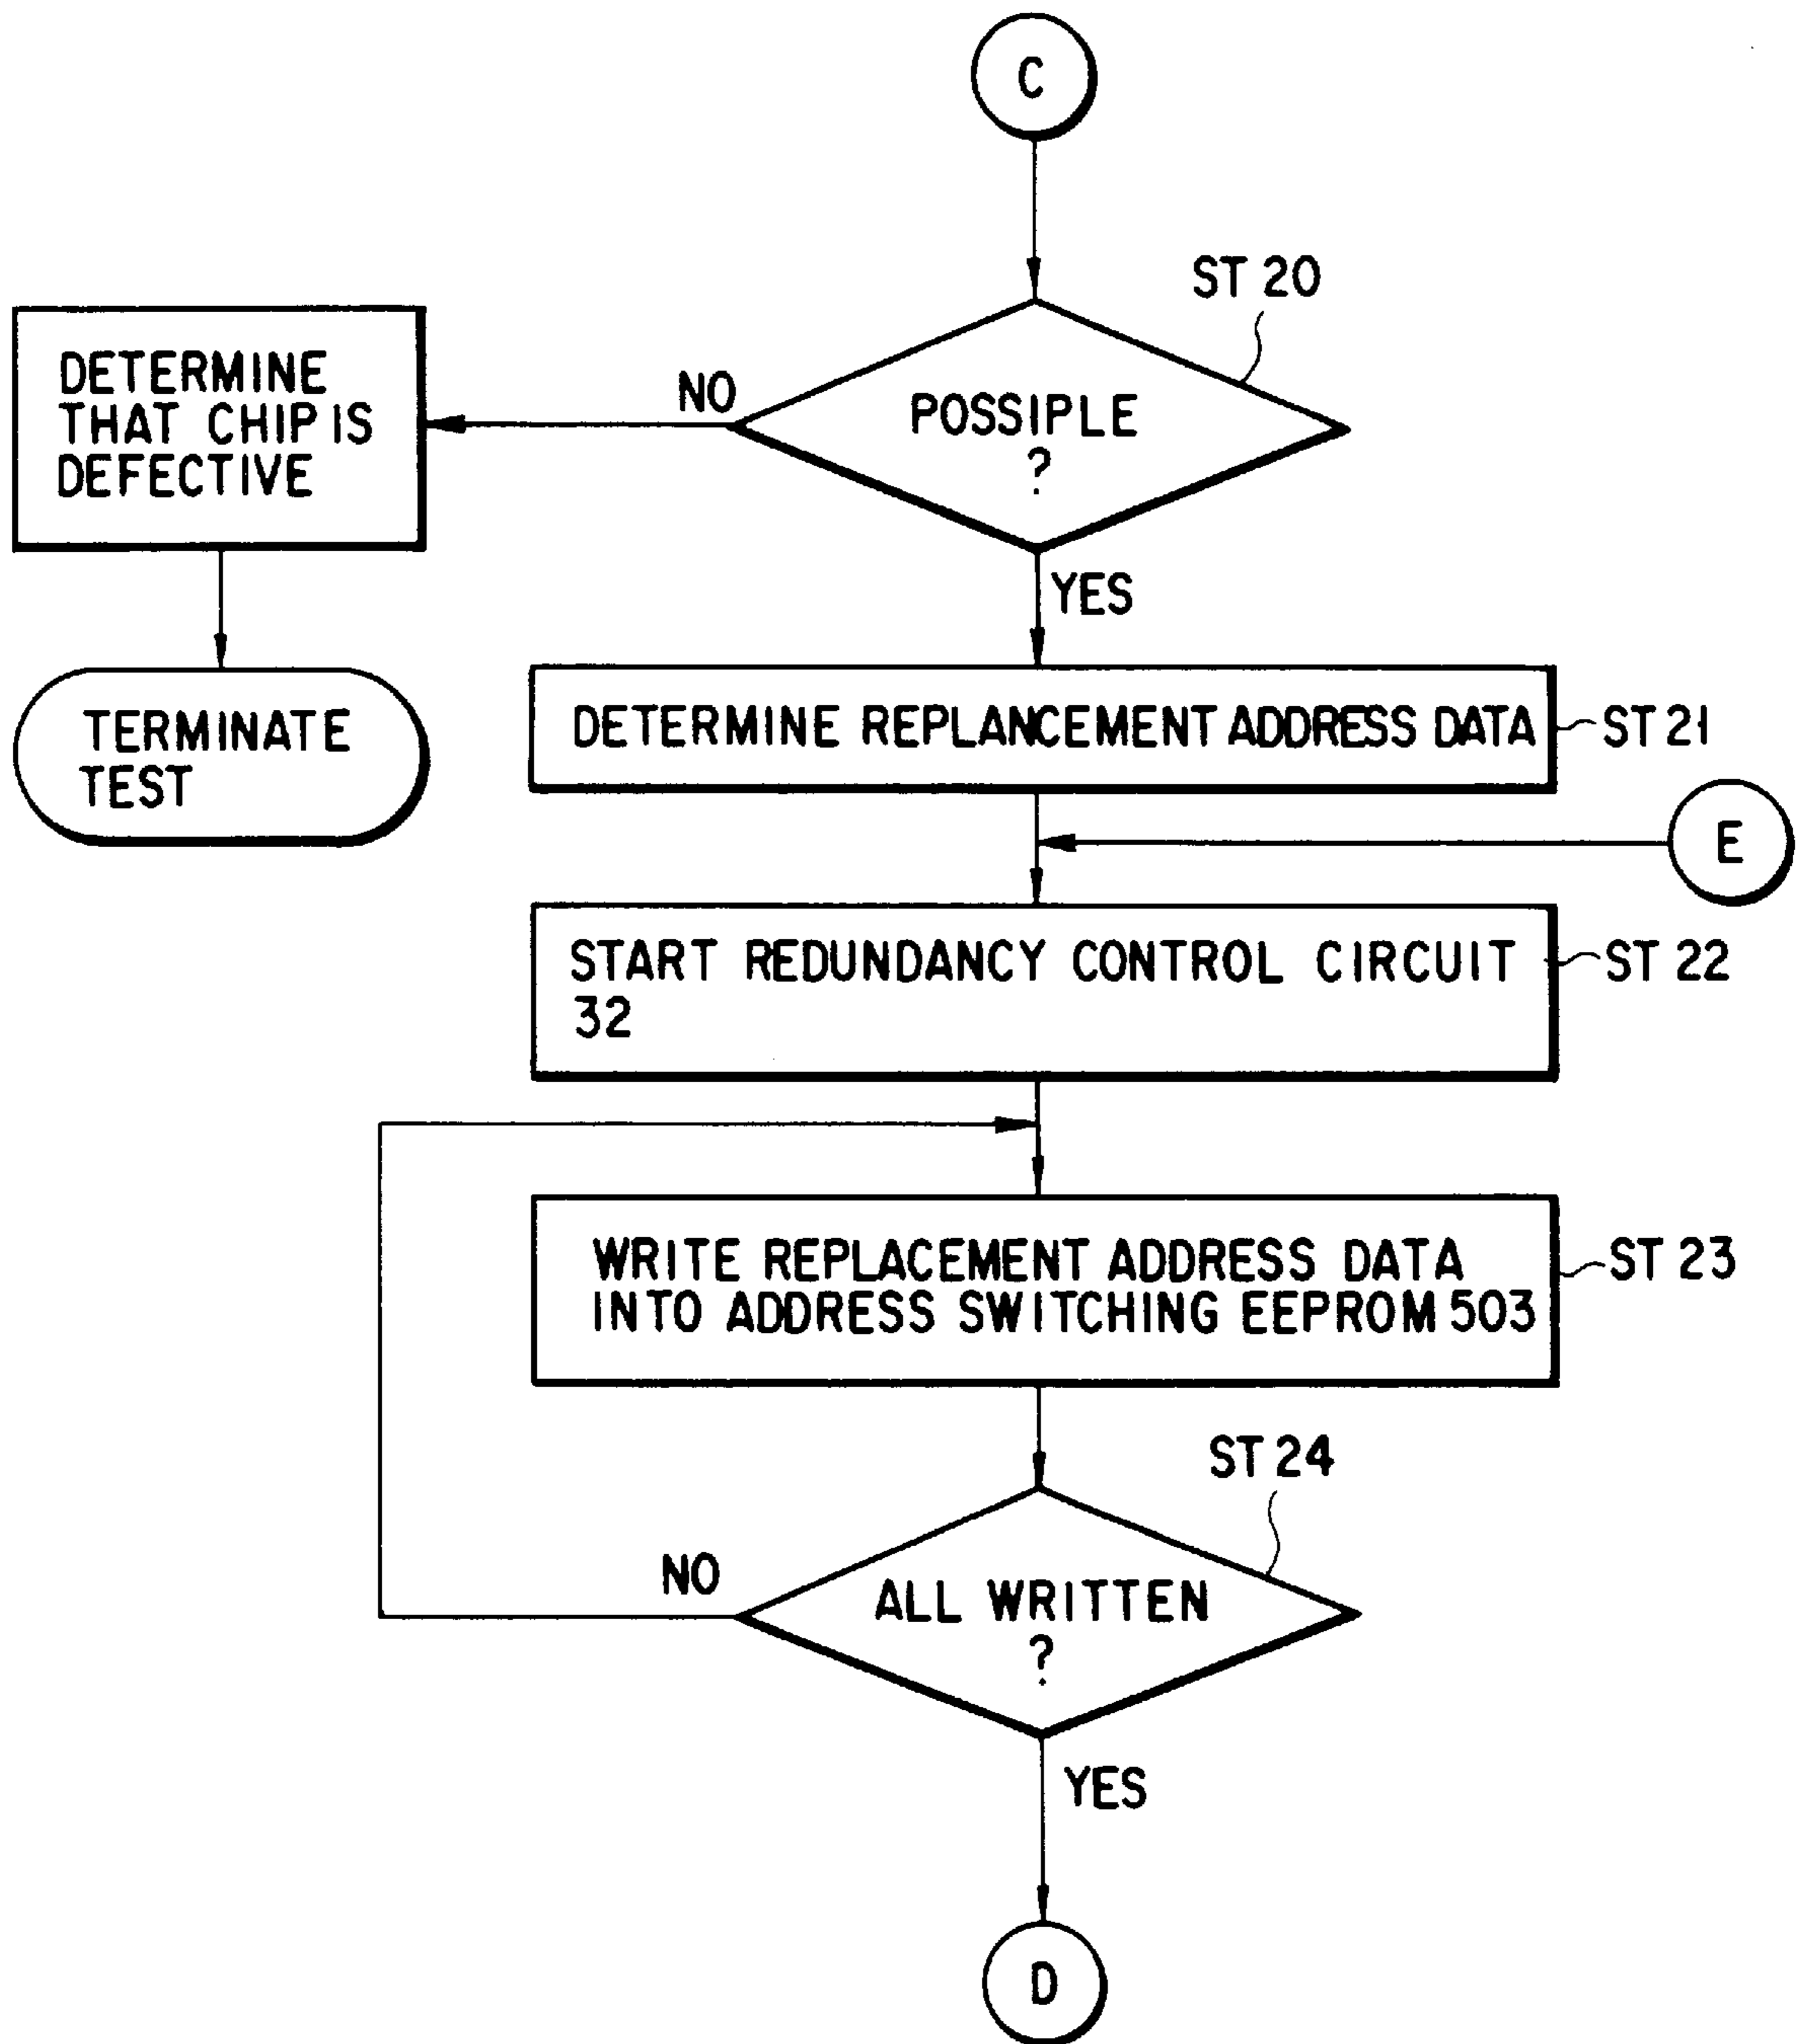 C
ST 20
POSSIPLE
?
NO
DETERMINE
THAT CHIP IS
DEFECTIVE
YES
TERMINATE
TEST
DETERMINE REPLANCEMENT ADDRESS DATA
ST 21
E
START REDUNDANCY CONTROL CIRCUIT
32
ST 22
WRITE REPLACEMENT ADDRESS DATA
INTO ADDRESS SWITCHING EEPROM 503
ST 23
ST 24
NO
ALL WRITTEN
?
YES
D